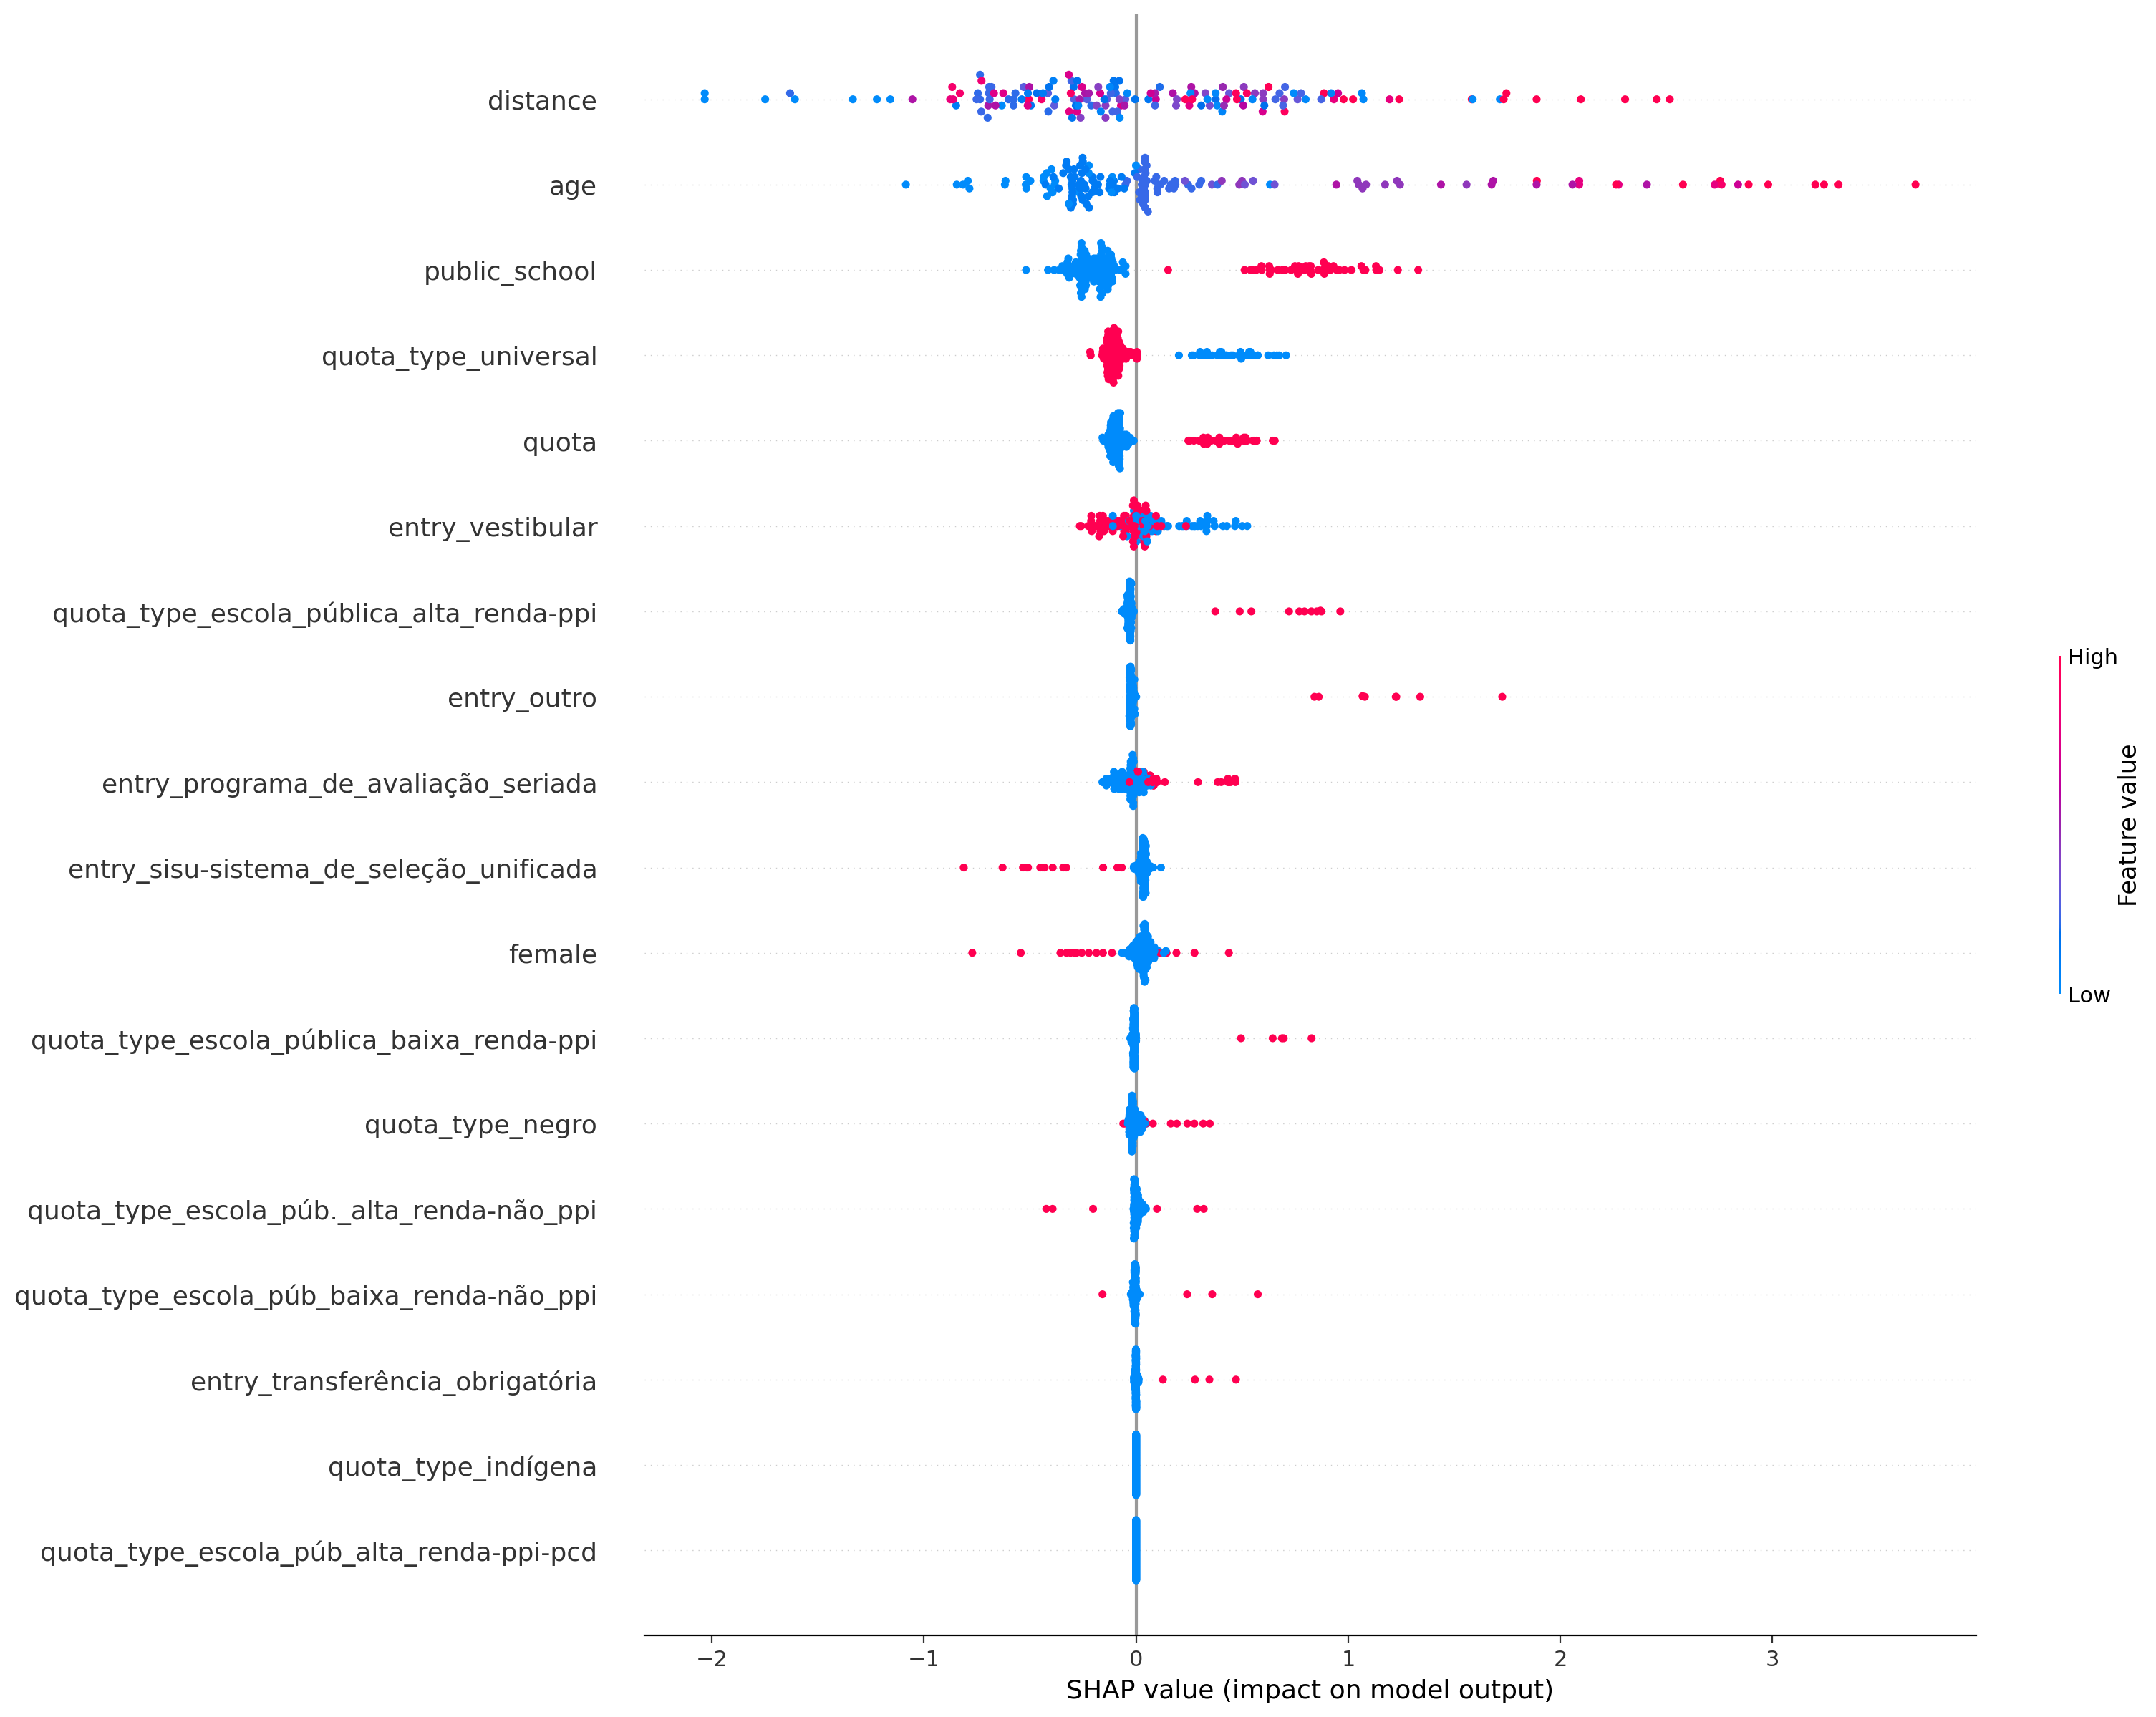 distance
age
public_school
quota_type_universal
quota
entry_vestibular
quota_type_escola_pública_alta_renda-ppi
entry_outro
entry_programa_de_avaliação_seriada
entry_sisu-sistema_de_seleção_unificada
female
quota_type_escola_pública_baixa_renda-ppi
quota_type_negro
quota_type_escola_púb._alta_renda-não_ppi
quota_type_escola_púb_baixa_renda-não_ppi
entry_transferência_obrigatória
quota_type_indígena
quota_type_escola_púb_alta_renda-ppi-pcd
−2 −1 0 1 2 3
SHAP value (impact on model output)
High
Feature value
Low